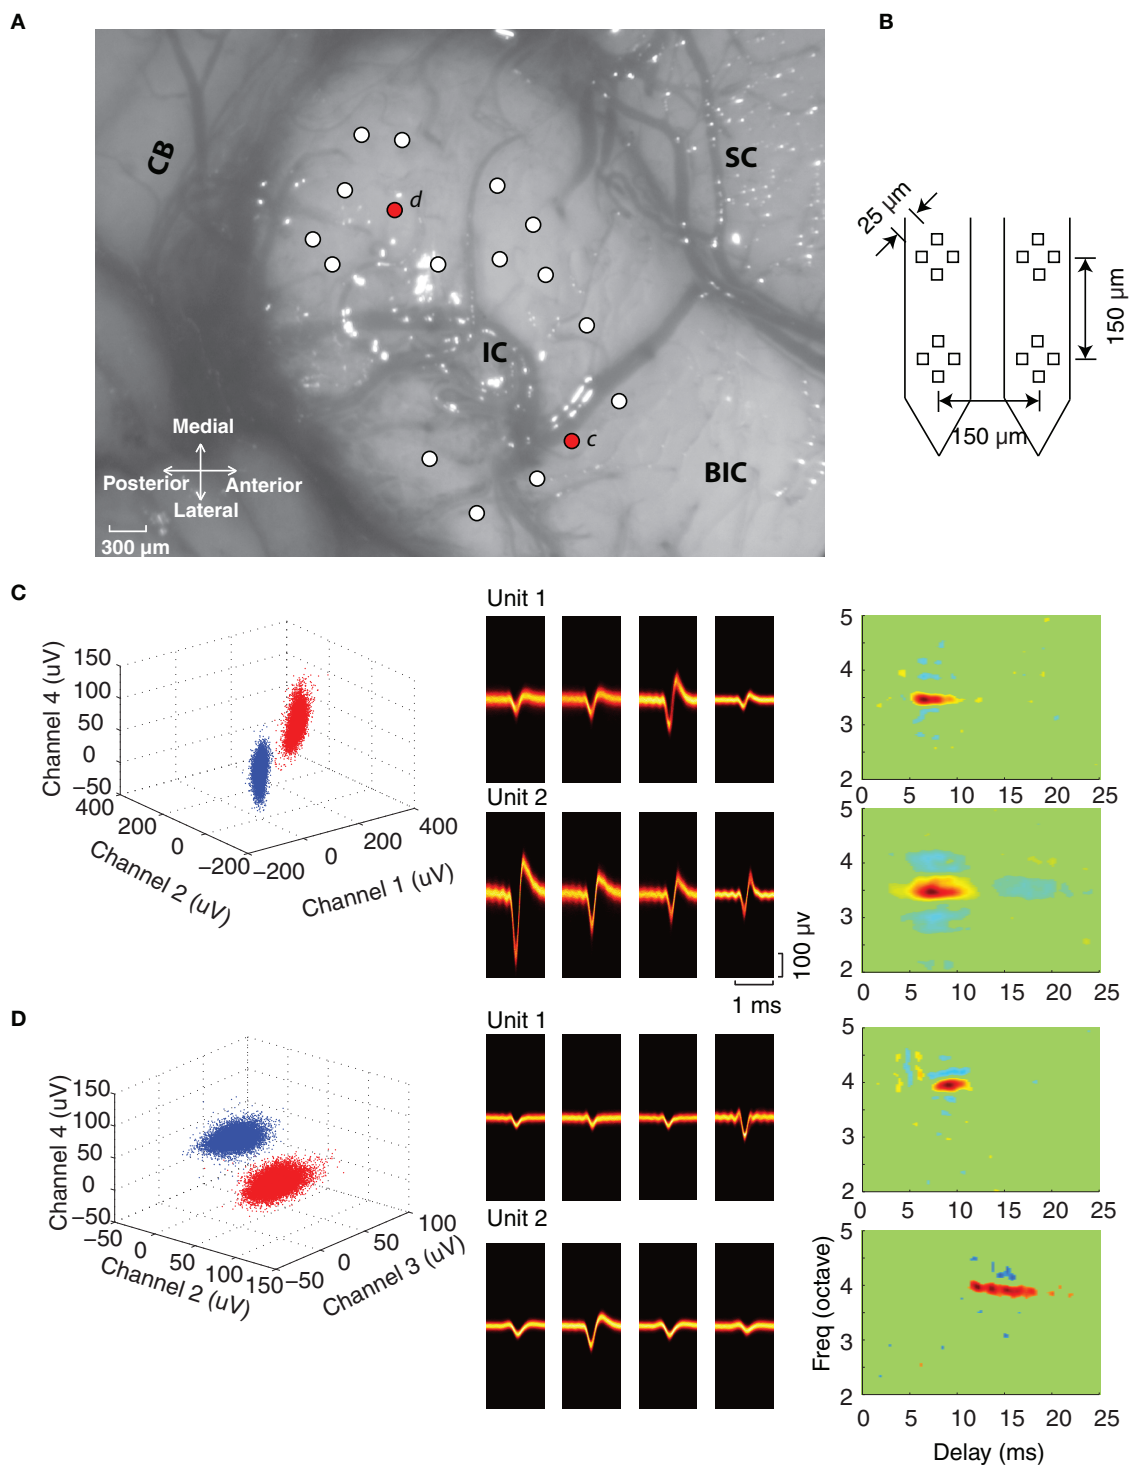 A
B
CB
SC
d
IC
c
BIC
Medial
Posterior
Anterior
Lateral
300 µm
25 µm
150 µm
150 µm
C
Channel 4 (uV)
150
100
50
0
−50
400
200
0
−200
Channel 2 (uV)
−200
0
200
400
Channel 1 (uV)
Unit 1
Unit 2
100 µv
1 ms
5
4
3
2
0 5 10 15 20 25
5
4
3
2
0 5 10 15 20 25
D
Channel 4 (uV)
150
100
50
0
−50
−50
0
50
100
150
Channel 2 (uV)
−50
0
50
100
Channel 3 (uV)
Unit 1
Unit 2
5
4
3
2
0 5 10 15 20 25
Freq (octave)
5
4
3
2
0 5 10 15 20 25
Delay (ms)